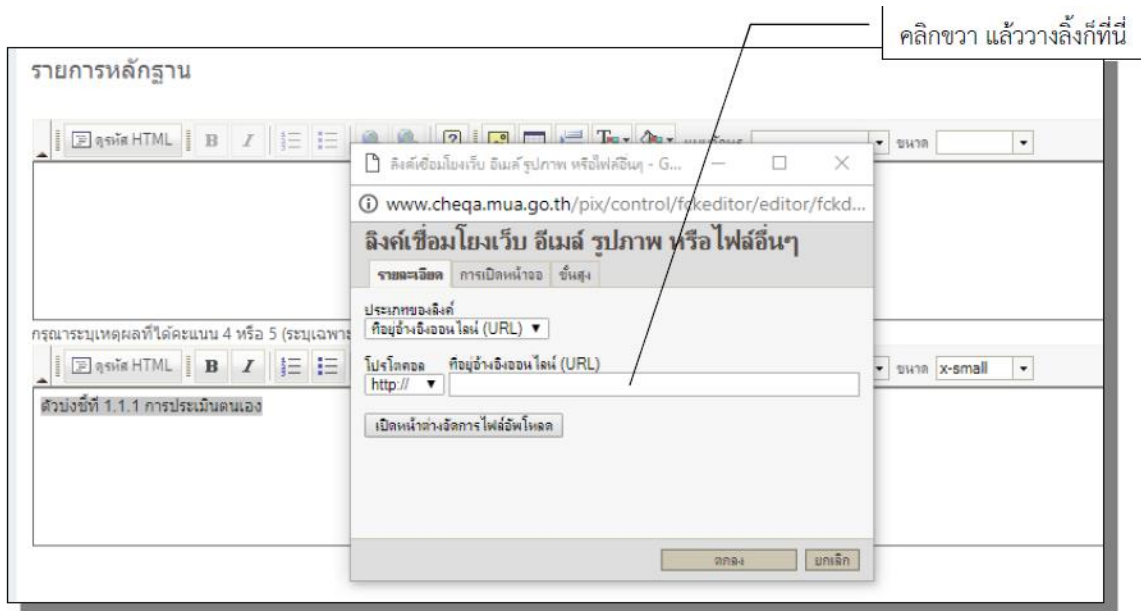 คลิกขวา แล้ววางลิ้งก็ที่นี่
รายการหลักฐาน
ดูรหัส HTML B I ขนาด
ลิงค์เชื่อมโยงเว็บ อีเมล์ รูปภาพ หรือไฟล์อื่นๆ - G...
www.cheqa.mua.go.th/pix/control/fckeditor/editor/fckd...
ลิงค์เชื่อมโยงเว็บ อีเมล์ รูปภาพ หรือไฟล์อื่นๆ
รายละเอียด การเปิดหน้าจอ ขั้นสูง
ประเภทของลิงค์
ที่อยู่อ้างอิงออนไลน์ (URL)
กรุณาระบุเหตุผลที่ได้คะแนน 4 หรือ 5 (ระบุเฉพาะ
โปรโตคอล ที่อยู่อ้างอิงออนไลน์ (URL)
ดูรหัส HTML B I ขนาด x-small
http://
ตัวบ่งชี้ที่ 1.1.1 การประเมินตนเอง
เปิดหน้าต่างจัดการไฟล์อัพโหลด
ตกลง ยกเลิก